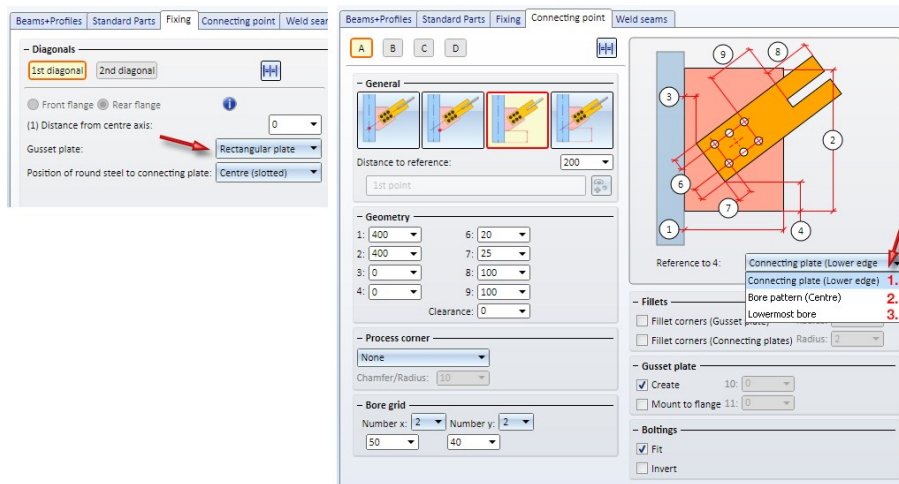 Beams+Profiles Standard Parts Fixing Connecting point Weld sear
– Diagonals
1st diagonal 2nd diagonal
Front flange Rear flange
(1) Distance from centre axis: 0
Gusset plate: Rectangular plate
Position of round steel to connecting plate: Centre (slotted)
Beams+Profiles Standard Parts Fixing Connecting point Weld seams
A B C D
– General
Distance to reference: 200
1st point
– Geometry
1: 400 6: 20
2: 400 7: 25
3: 0 8: 100
4: 0 9: 100
Clearance: 0
– Process corner
None
Chamfer/Radius: 10
– Bore grid
Number x: 2 Number y: 2
50 40
9 8
3
2
6
7
1 4
Reference to 4: Connecting plate (Lower edge
Connecting plate (Lower edge) 1.
Bore pattern (Centre) 2.
Lowermost bore 3.
– Fillets
Fillet corners (Gusset
Fillet corners (Connecting plates) Radius: 2
– Gusset plate
Create 10: 0
Mount to flange 11: 0
– Boltings
Fit
Invert